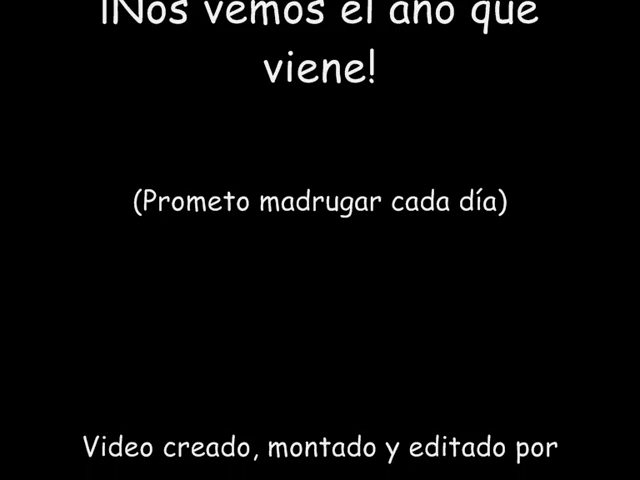 ¡Nos vemos el año que
viene!
(Prometo madrugar cada día)
Video creado, montado y editado por